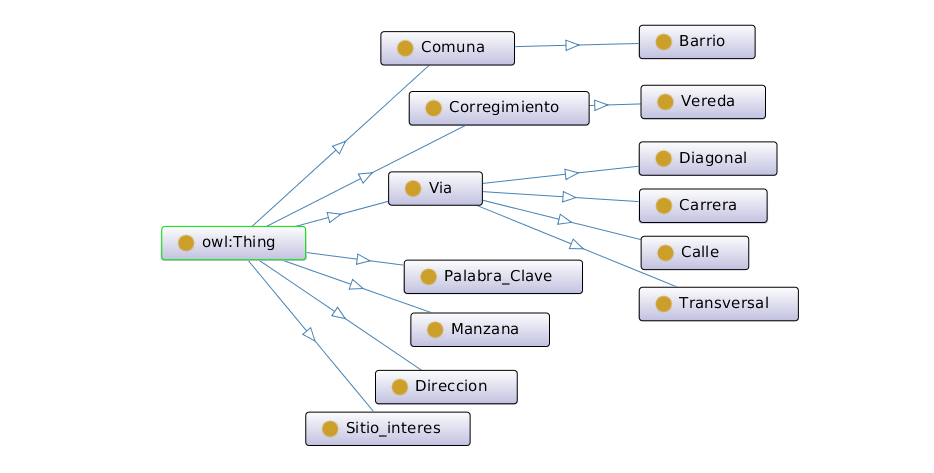 Comuna
Barrio
Corregimiento
Vereda
Via
Diagonal
Carrera
Calle
Transversal
owl:Thing
Palabra_Clave
Manzana
Direccion
Sitio_interes